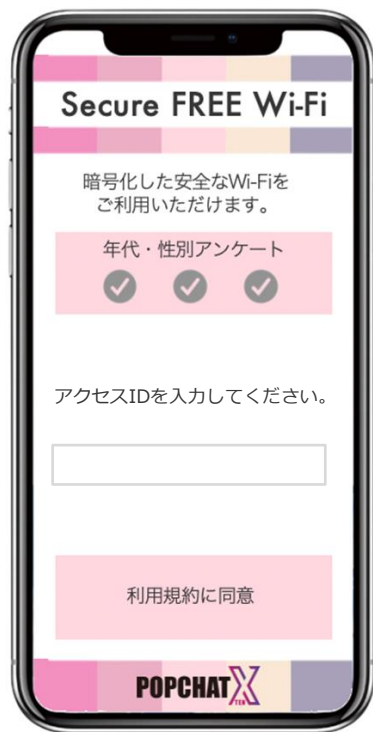 Secure FREE Wi-Fi
暗号化した安全なWi-Fiを
ご利用いただけます。
年代・性別アンケート
アクセスIDを入力してください。
利用規約に同意
POPCHAT X
TEN